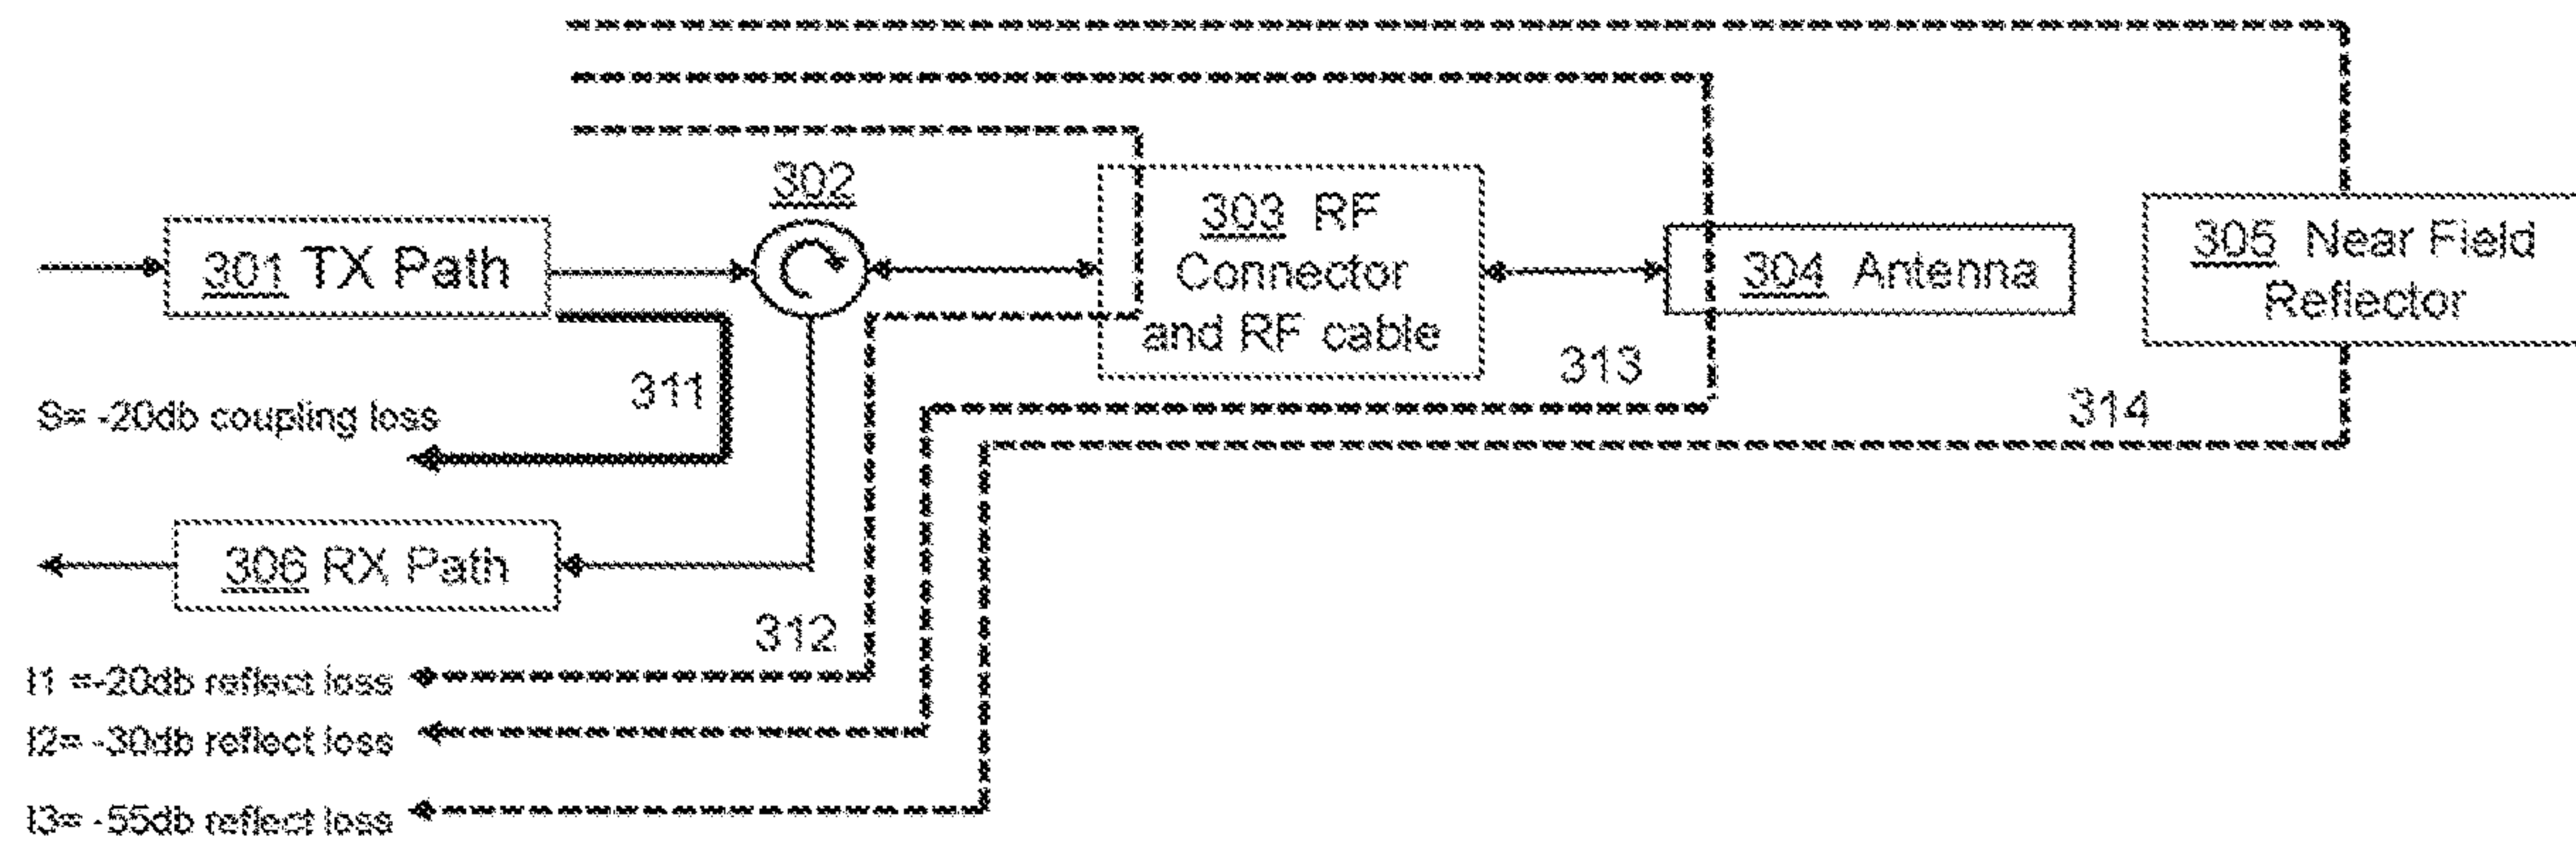 302
303 RF
Connector
and RF cable
301 TX Path
304 Antenna
305 Near Field
Reflector
313
311
314
S= -20db coupling loss
306 RX Path
312
I1 =-20db reflect loss
I2= -30db reflect loss
I3= -55db reflect loss